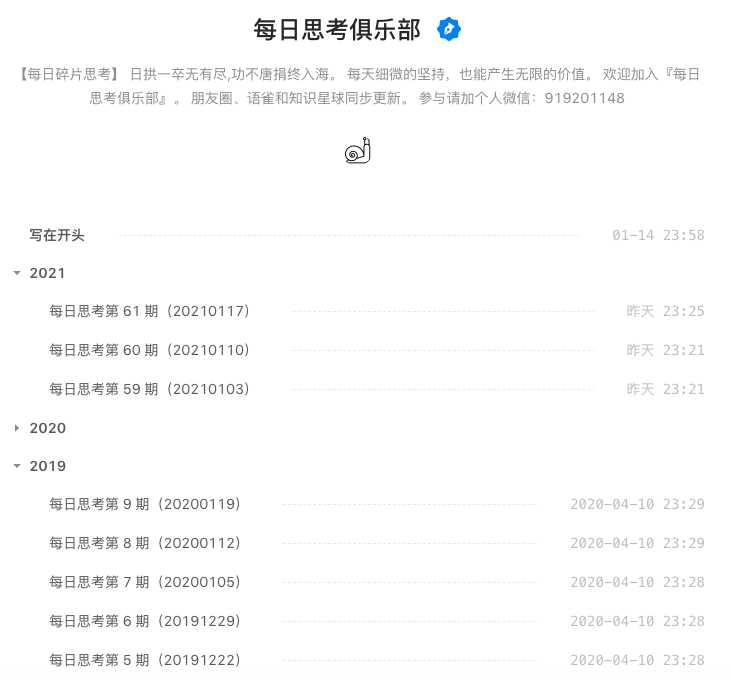 每日思考俱乐部
【每日碎片思考】 日拱一卒无有尽,功不唐捐终入海。 每天细微的坚持，也能产生无限的价值。 欢迎加入『每日
思考俱乐部』。 朋友圈、语雀和知识星球同步更新。 参与请加个人微信：919201148
写在开头 01-14 23:58
2021
每日思考第 61 期（20210117） 昨天 23:25
每日思考第 60 期（20210110） 昨天 23:21
每日思考第 59 期（20210103） 昨天 23:21
2020
2019
每日思考第 9 期（20200119） 2020-04-10 23:29
每日思考第 8 期（20200112） 2020-04-10 23:29
每日思考第 7 期（20200105） 2020-04-10 23:28
每日思考第 6 期（20191229） 2020-04-10 23:28
每日思考第 5 期（20191222） 2020-04-10 23:28